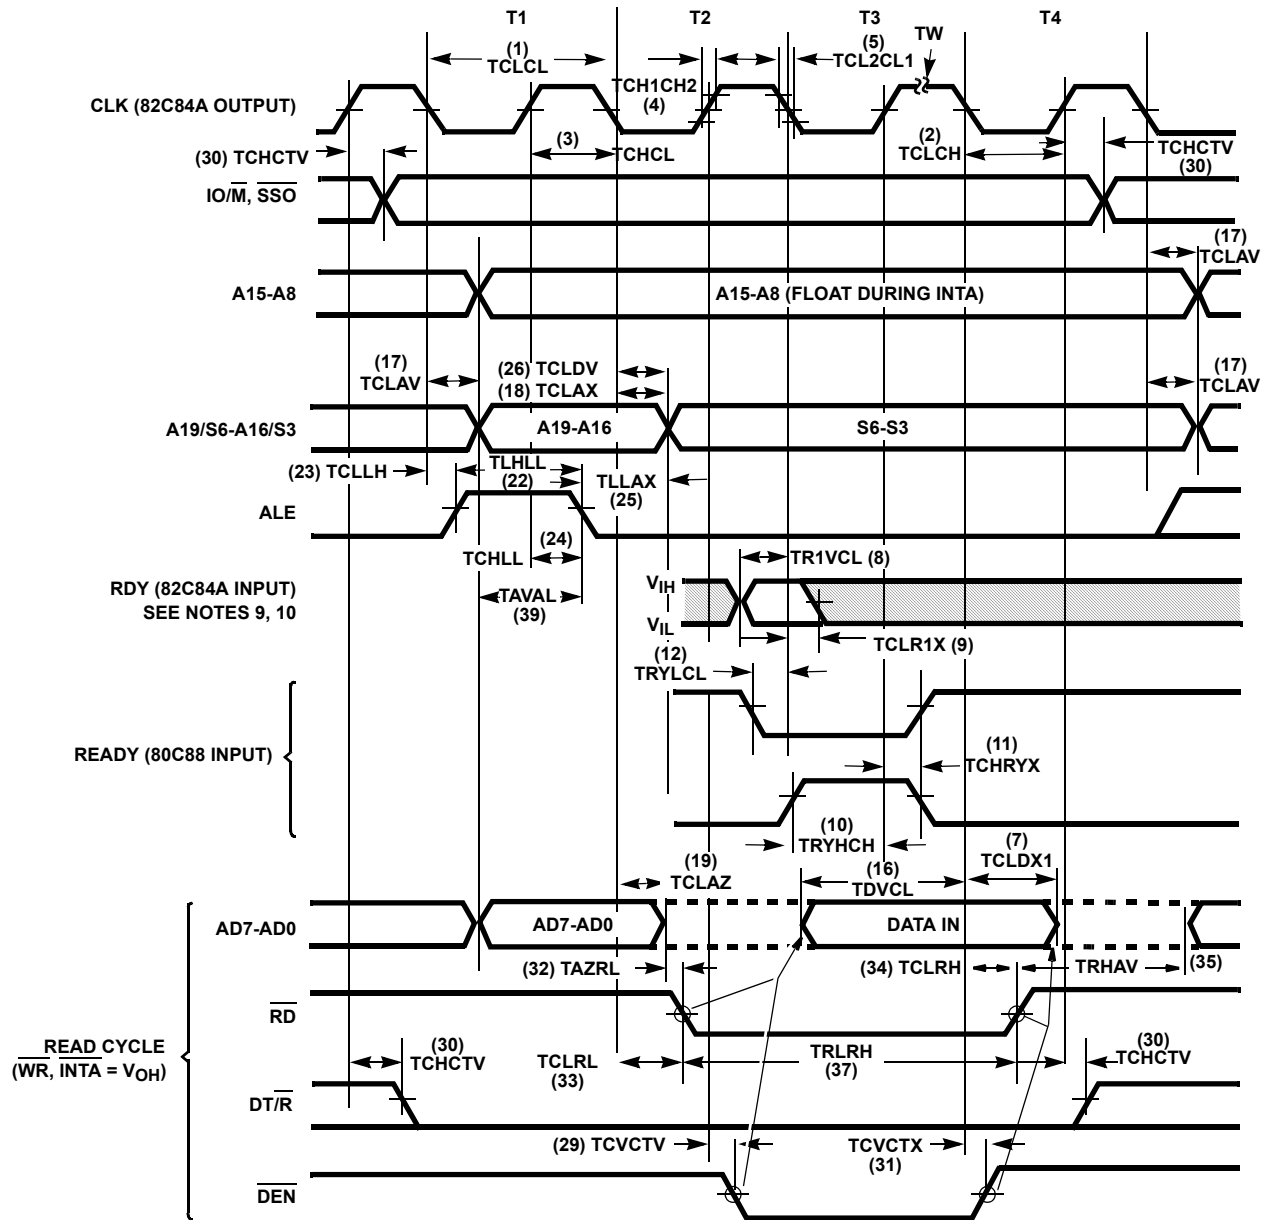 T1 T2 T3 T4
(1)
TCLCL
TCH1CH2
(4)
(5)
TCL2CL1
TW
CLK (82C84A OUTPUT)
(30) TCHCTV
(3)
TCHCL
(2)
TCLCH
TCHCTV
(30)
IO/M, SSO
(17)
TCLAV
A15-A8
A15-A8 (FLOAT DURING INTA)
(17)
TCLAV
(26) TCLDV
(18) TCLAX
(17)
TCLAV
A19/S6-A16/S3
A19-A16
S6-S3
(23) TCLLH
TLHLL
(22)
TLLAX
(25)
ALE
TCHLL
(24)
TR1VCL (8)
RDY (82C84A INPUT)
SEE NOTES 9, 10
TAVAL
(39)
VIH
VIL
TCLR1X (9)
(12)
TRYLCL
READY (80C88 INPUT)
(11)
TCHRYX
(10)
TRYHCH
(19)
TCLAZ
(16)
TDVCL
(7)
TCLDX1
AD7-AD0
AD7-AD0
DATA IN
(32) TAZRL
(34) TCLRH
TRHAV
(35)
RD
READ CYCLE
(WR, INTA = VOH)
(30)
TCHCTV
TCLRL
(33)
TRLRH
(37)
(30)
TCHCTV
DT/R
(29) TCVCTV
TCVCTX
(31)
DEN